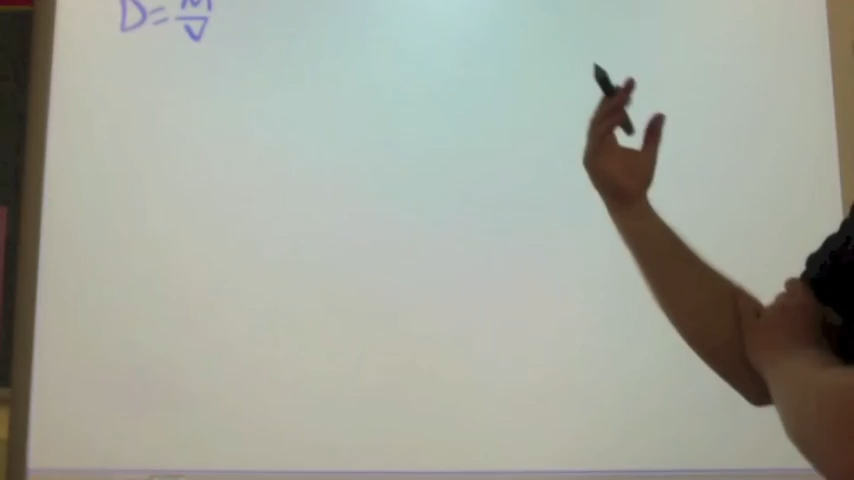 D = M/V